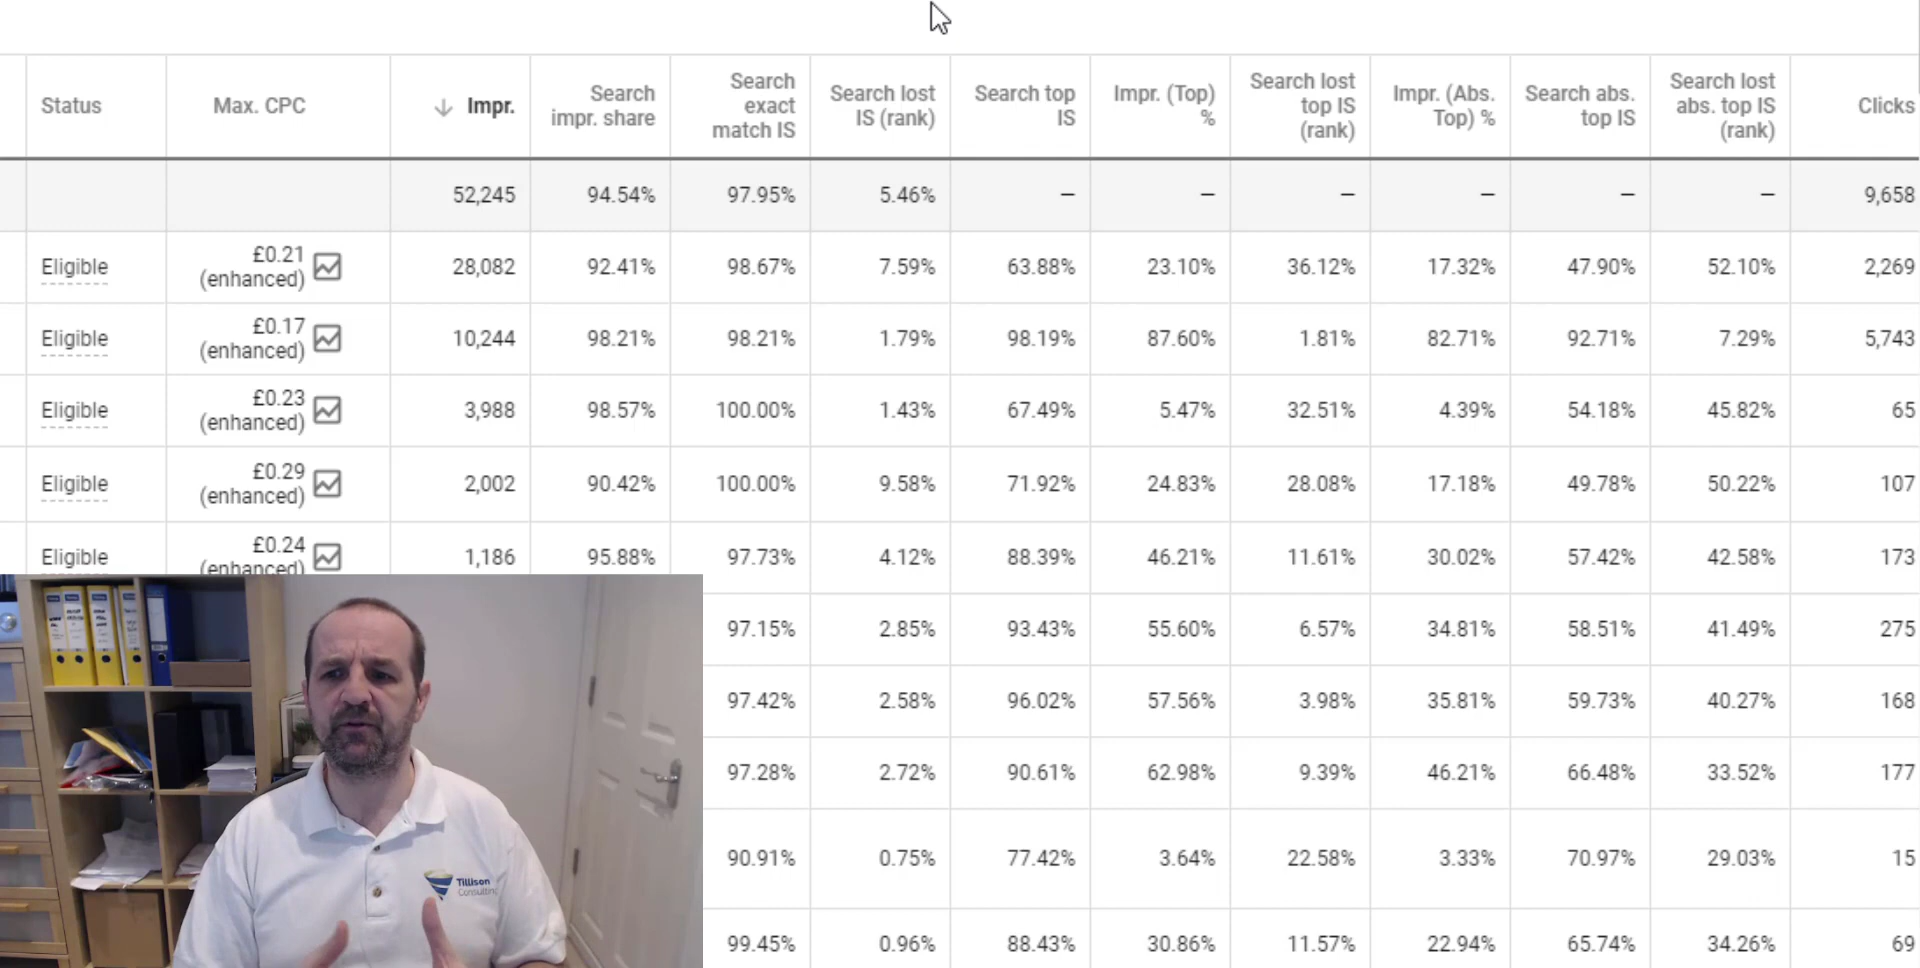 Status Max. CPC Impr. Search impr. share Search exact match IS Search lost IS (rank) Search top IS Impr. (Top) % Search lost top IS (rank) Impr. (Abs. Top) % Search abs. top IS Search lost abs. top IS (rank) Clicks
52,245 94.54% 97.95% 5.46% — — — — — — 9,658
Eligible £0.21 (enhanced) 28,082 92.41% 98.67% 7.59% 63.88% 23.10% 36.12% 17.32% 47.90% 52.10% 2,269
Eligible £0.17 (enhanced) 10,244 98.21% 98.21% 1.79% 98.19% 87.60% 1.81% 82.71% 92.71% 7.29% 5,743
Eligible £0.23 (enhanced) 3,988 98.57% 100.00% 1.43% 67.49% 5.47% 32.51% 4.39% 54.18% 45.82% 65
Eligible £0.29 (enhanced) 2,002 90.42% 100.00% 9.58% 71.92% 24.83% 28.08% 17.18% 49.78% 50.22% 107
Eligible £0.24 (enhanced) 1,186 95.88% 97.73% 4.12% 88.39% 46.21% 11.61% 30.02% 57.42% 42.58% 173
97.15% 2.85% 93.43% 55.60% 6.57% 34.81% 58.51% 41.49% 275
97.42% 2.58% 96.02% 57.56% 3.98% 35.81% 59.73% 40.27% 168
97.28% 2.72% 90.61% 62.98% 9.39% 46.21% 66.48% 33.52% 177
90.91% 0.75% 77.42% 3.64% 22.58% 3.33% 70.97% 29.03% 15
99.45% 0.96% 88.43% 30.86% 11.57% 22.94% 65.74% 34.26% 69
Tillison
Consulting